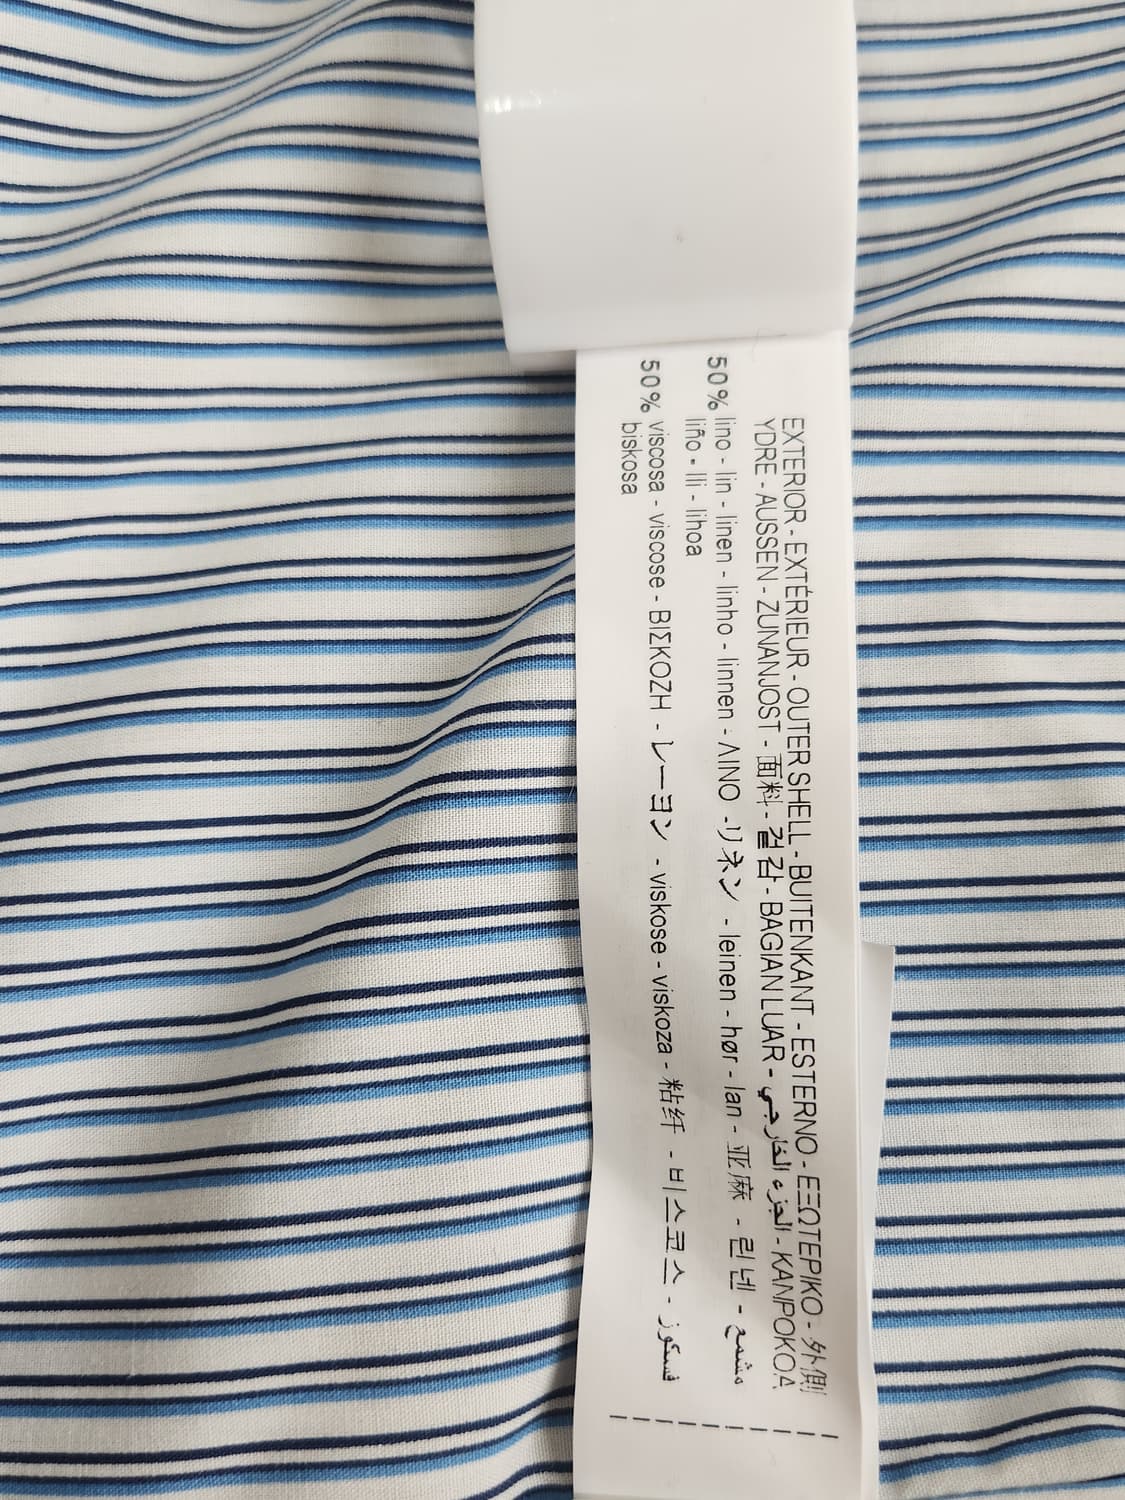 EXTERIOR - EXTÉRIEUR - OUTER SHELL - BUITENKANT - ESTERNO - ΕΞΩΤΕΡΙΚΟ - 外側
YDRE - AUSSEN - ZUNANJOST - 面料 - 겉감 - BAGIAN LUAR - الجزء الخارجي - KANPOKOA
50% lino - lin - linen - linho - linnen - ΛΙΝΟ - リネン - leinen - hør - lan - 亚麻 - 린넨 - مشمع
liño - lli - lihoa
50% viscosa - viscose - ΒΙΣΚΟΖΗ - レーヨン - viskose - viskoza - 粘纤 - 비스코스 - فسكوز
biskosa